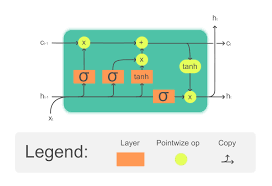 hₜ
cₜ₋₁ x + cₜ
x tanh
σ σ tanh
hₜ₋₁ σ x hₜ
xₜ
Layer Pointwize op Copy
Legend: